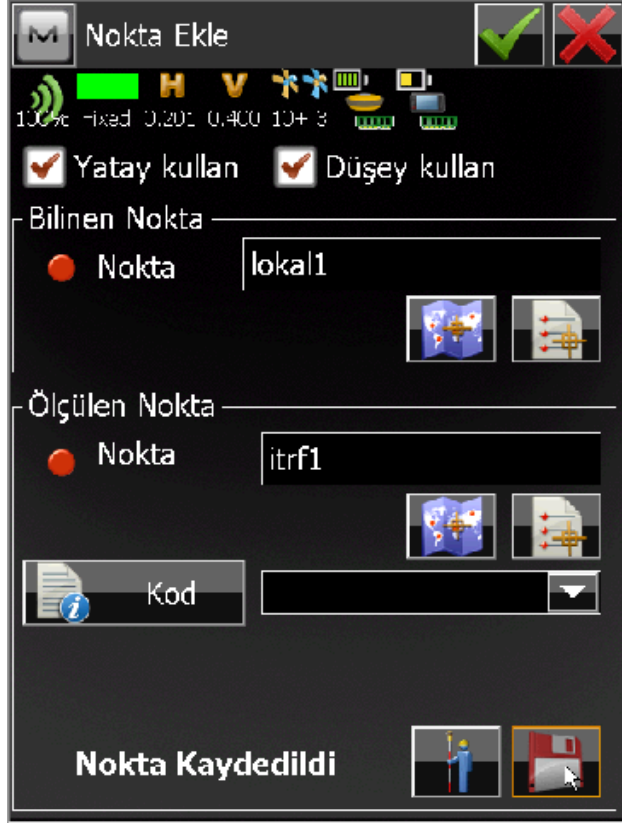 Nokta Ekle
H V
100% Fixed 0.201 0.400 10+ 3
Yatay kullan Düşey kullan
Bilinen Nokta
Nokta lokal1
Ölçülen Nokta
Nokta itrf1
Kod
Nokta Kaydedildi